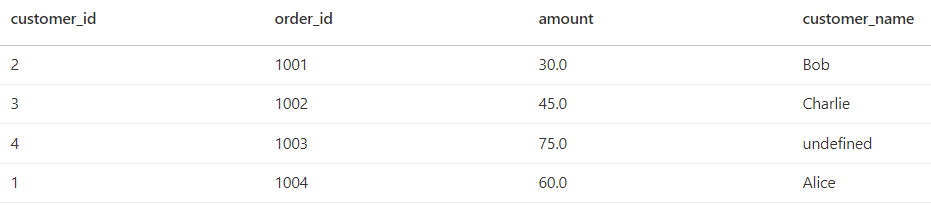 customer_id order_id amount customer_name
2 1001 30.0 Bob
3 1002 45.0 Charlie
4 1003 75.0 undefined
1 1004 60.0 Alice